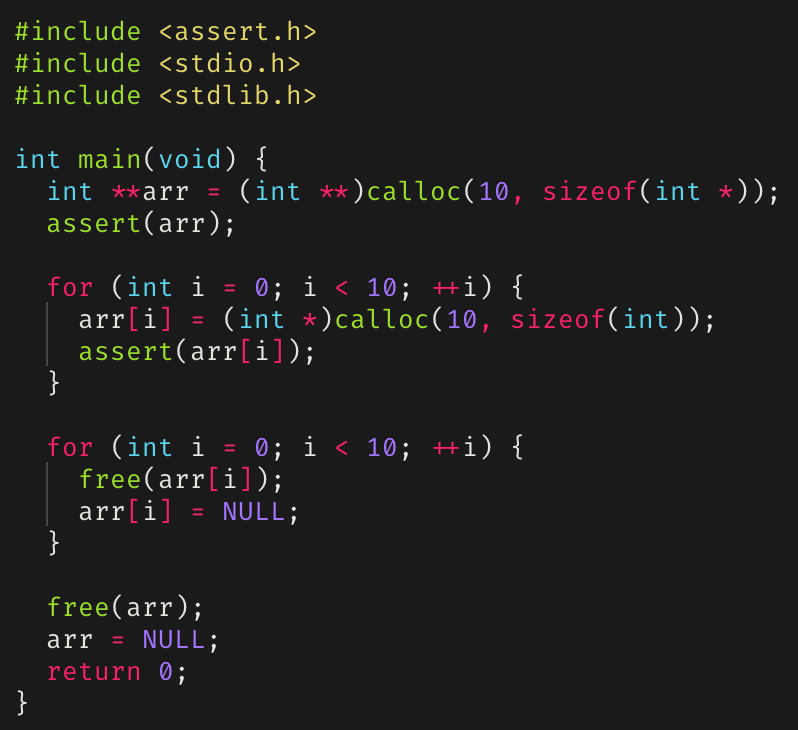 #include <assert.h>
#include <stdio.h>
#include <stdlib.h>

int main(void) {
  int **arr = (int **)calloc(10, sizeof(int *));
  assert(arr);

  for (int i = 0; i < 10; ++i) {
    arr[i] = (int *)calloc(10, sizeof(int));
    assert(arr[i]);
  }

  for (int i = 0; i < 10; ++i) {
    free(arr[i]);
    arr[i] = NULL;
  }

  free(arr);
  arr = NULL;
  return 0;
}